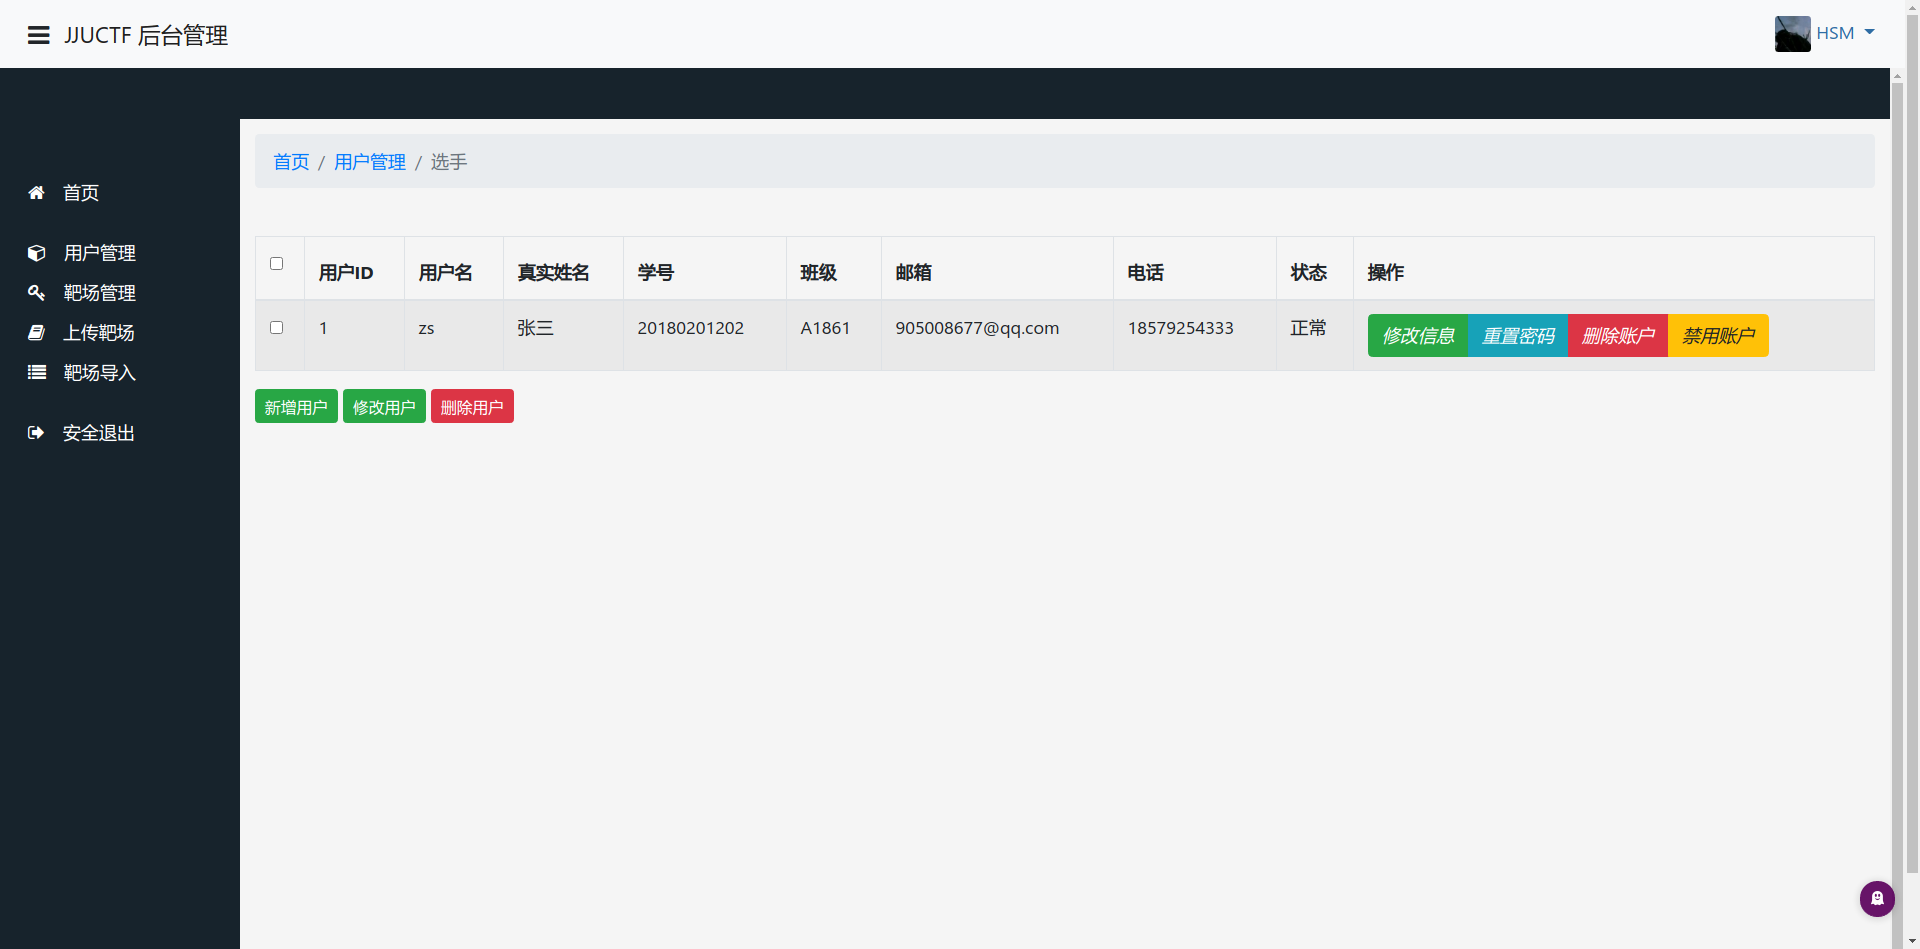 JJUCTF 后台管理
HSM
首页 / 用户管理 / 选手
首页
用户管理
靶场管理
上传靶场
靶场导入
安全退出
用户ID 用户名 真实姓名 学号 班级 邮箱 电话 状态 操作
1 zs 张三 20180201202 A1861 905008677@qq.com 18579254333 正常 修改信息 重置密码 删除账户 禁用账户
新增用户 修改用户 删除用户